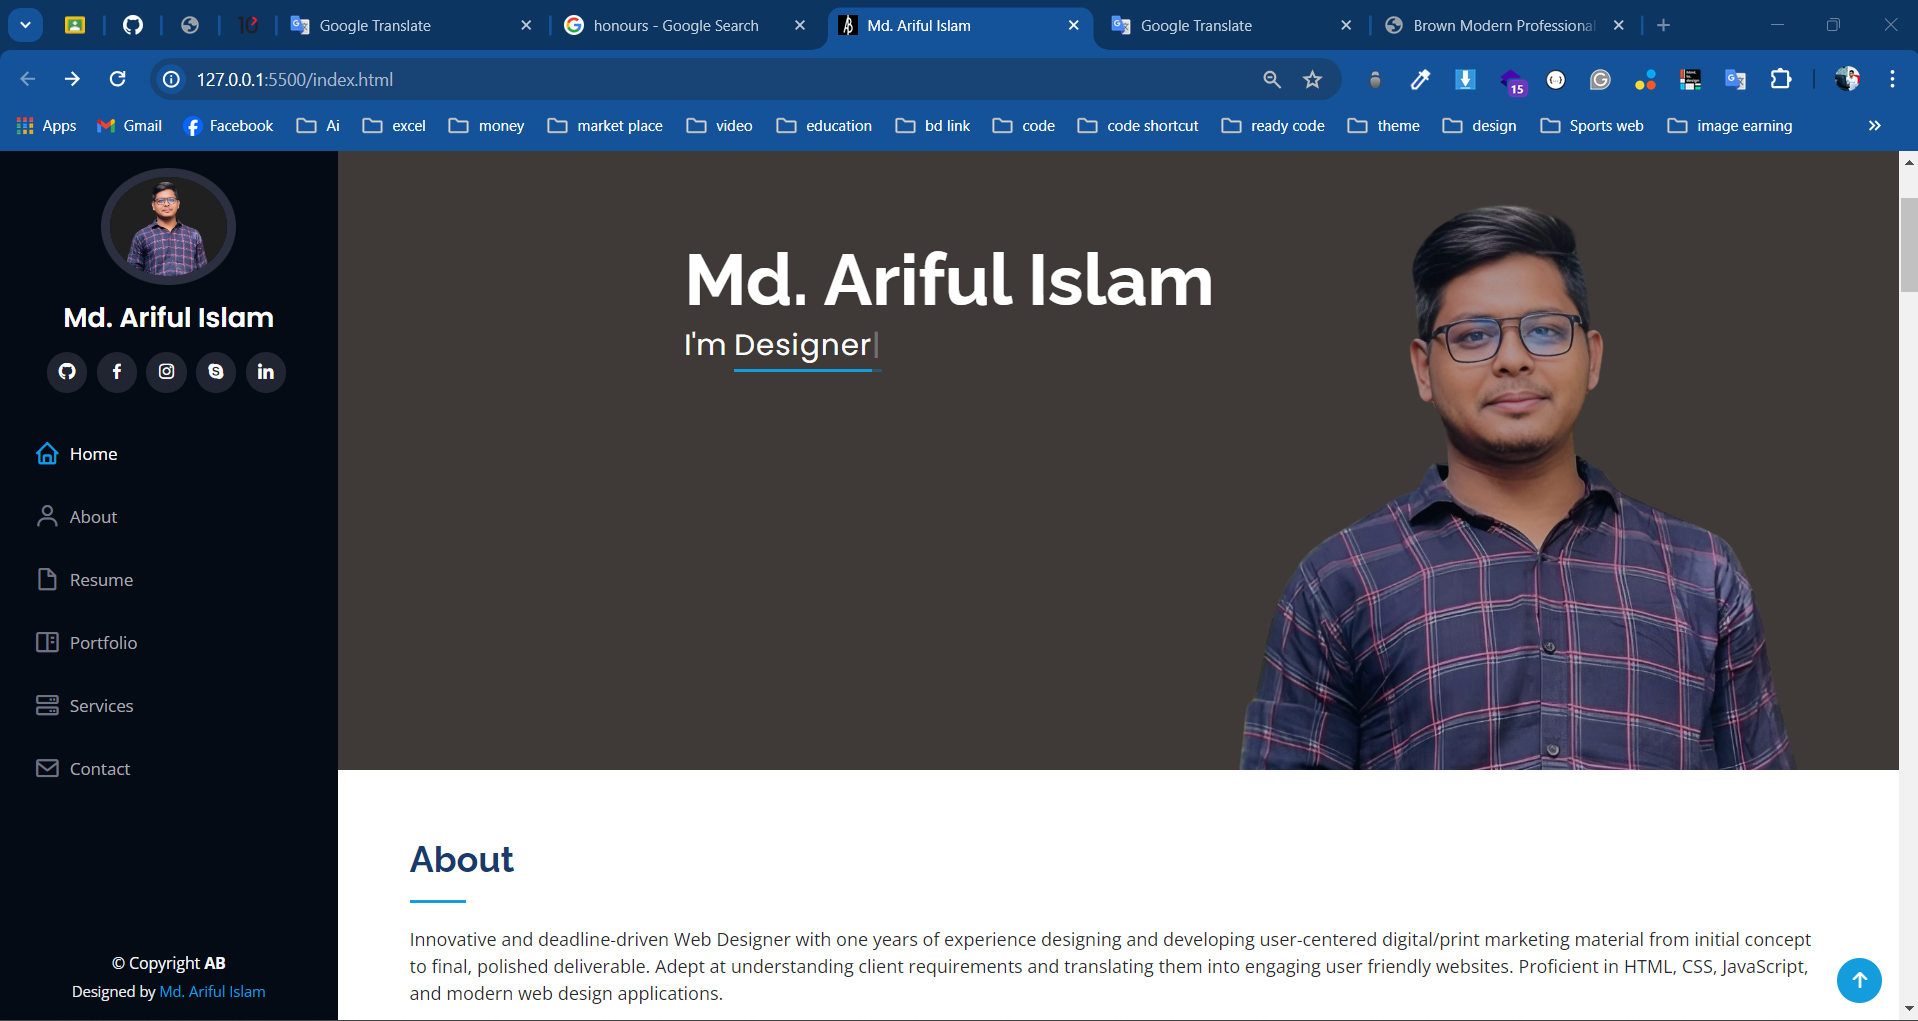 Google Translate
honours - Google Search
Md. Ariful Islam
Google Translate
Brown Modern Professional
127.0.0.1:5500/index.html
15
Apps
Gmail
Facebook
Ai
excel
money
market place
video
education
bd link
code
code shortcut
ready code
theme
design
Sports web
image earning
Md. Ariful Islam
Home
About
Resume
Portfolio
Services
Contact
© Copyright AB
Designed by Md. Ariful Islam
Md. Ariful Islam
I'm Designer
About
Innovative and deadline-driven Web Designer with one years of experience designing and developing user-centered digital/print marketing material from initial concept
to final, polished deliverable. Adept at understanding client requirements and translating them into engaging user friendly websites. Proficient in HTML, CSS, JavaScript,
and modern web design applications.